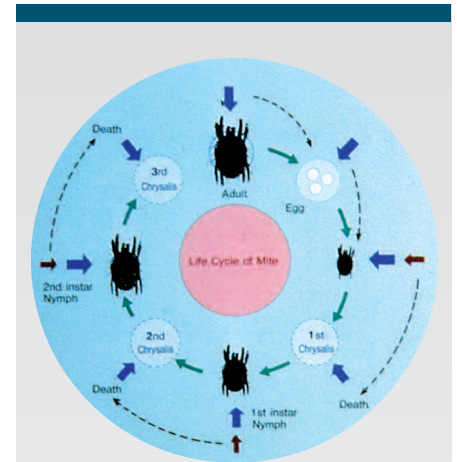 Death
3rd
Chrysalis
Adult
Egg
Life Cycle of Mite
2nd instar
Nymph
2nd
Chrysalis
1st
Chrysalis
Death
1st instar
Nymph
Death